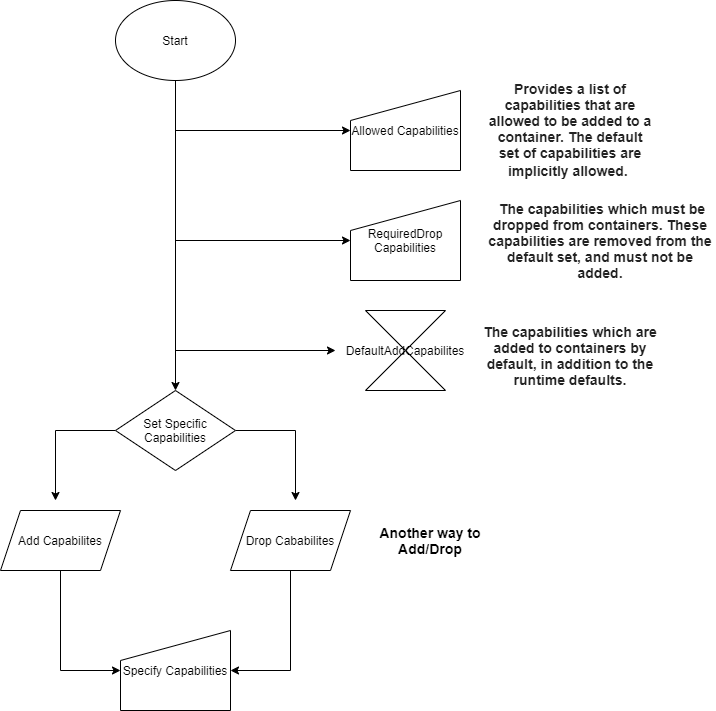 Start
Allowed Capabilities
Provides a list of
capabilities that are
allowed to be added to a
container. The default
set of capabilities are
implicitly allowed.
RequiredDrop
Capabilities
The capabilities which must be
dropped from containers. These
capabilities are removed from the
default set, and must not be
added.
DefaultAddCapabilites
The capabilities which are
added to containers by
default, in addition to the
runtime defaults.
Set Specific
Capabilities
Add Capabilites
Drop Cababilites
Another way to
Add/Drop
Specify Capabilities